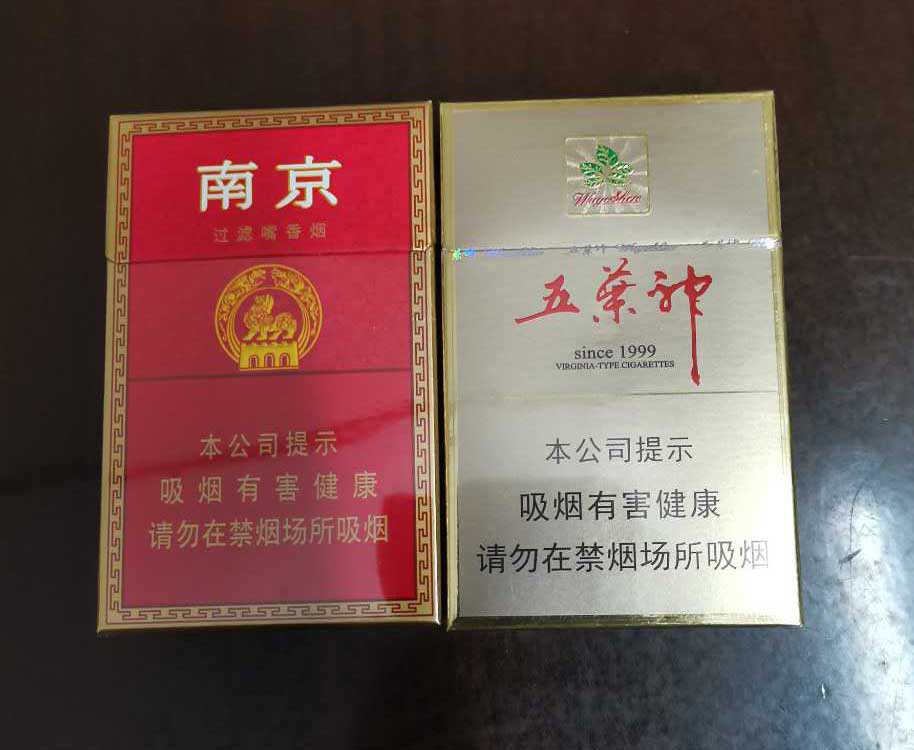 南京
过滤嘴香烟
本公司提示
吸烟有害健康
请勿在禁烟场所吸烟
WuyeShen
五葉神
since 1999
VIRGINIA-TYPE CIGARETTES
本公司提示
吸烟有害健康
请勿在禁烟场所吸烟